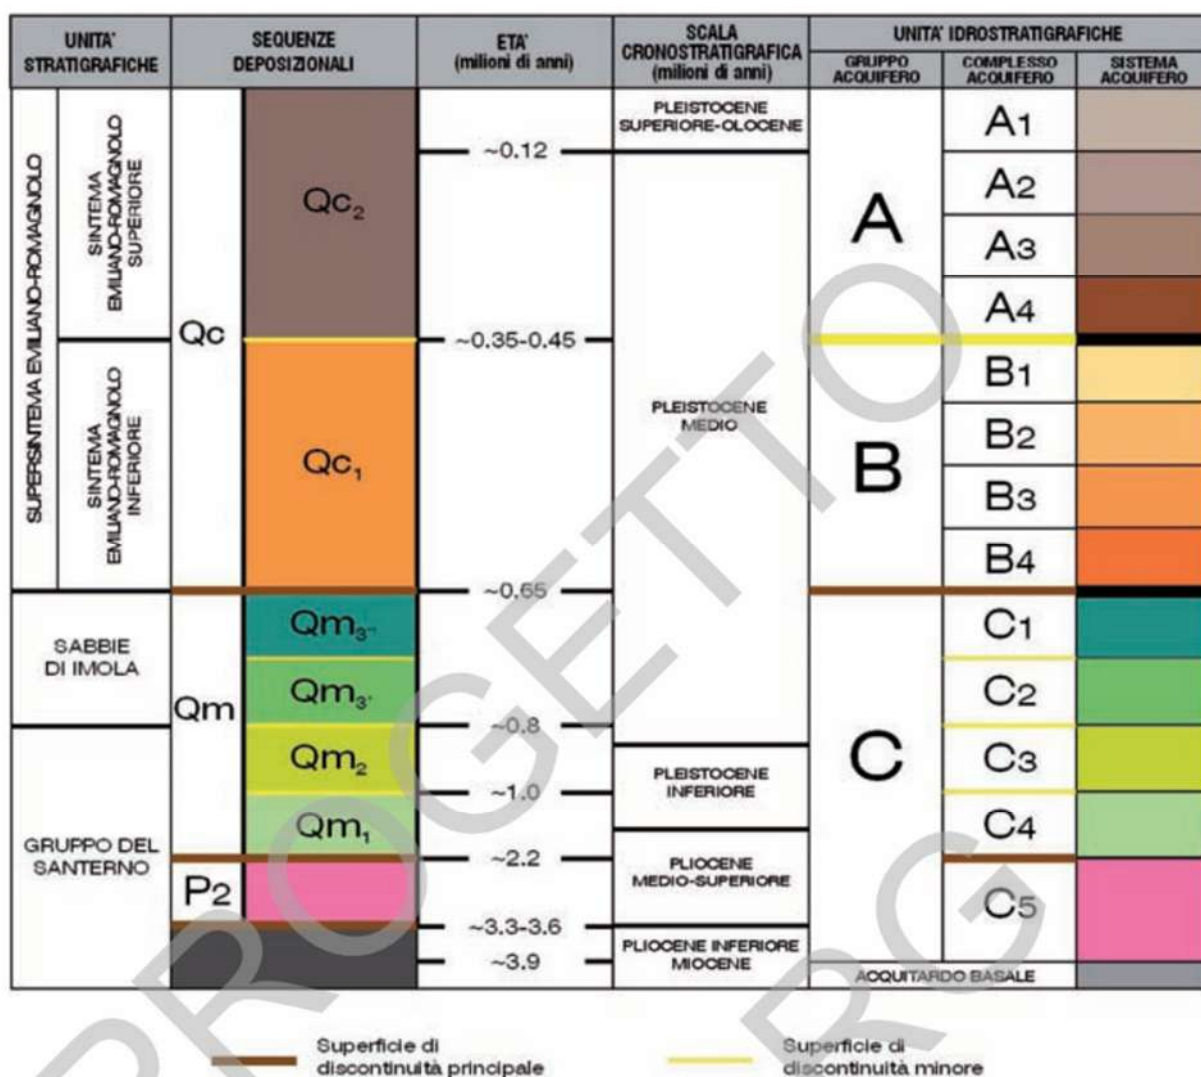 UNITA'
STRATIGRAFICHE
SEQUENZE
DEPOSIZIONALI
ETA'
(milioni di anni)
SCALA
CRONOSTRATIGRAFICA
(milioni di anni)
UNITA' IDROSTRATIGRAFICHE
GRUPPO
ACQUIFERO
COMPLESSO
ACQUIFERO
SISTEMA
ACQUIFERO
SUPERSINTEMA EMILIANO-ROMAGNOLO
SINTEMA
EMILIANO-ROMAGNOLO
SUPERIORE
SINTEMA
EMILIANO-ROMAGNOLO
INFERIORE
SABBIE
DI IMOLA
GRUPPO DEL
SANTERNO
Qc
Qm
P2
Qc2
Qc1
Qm3''
Qm3'
Qm2
Qm1
~0.12
~0.35-0.45
~0.65
~0.8
~1.0
~2.2
~3.3-3.6
~3.9
PLEISTOCENE
SUPERIORE-OLOCENE
PLEISTOCENE
MEDIO
PLEISTOCENE
INFERIORE
PLIOCENE
MEDIO-SUPERIORE
PLIOCENE INFERIORE
MIOCENE
A
B
C
A1
A2
A3
A4
B1
B2
B3
B4
C1
C2
C3
C4
C5
ACQUITARDO BASALE
Superficie di
discontinuità principale
Superficie di
discontinuità minore
PROGETTO
RG